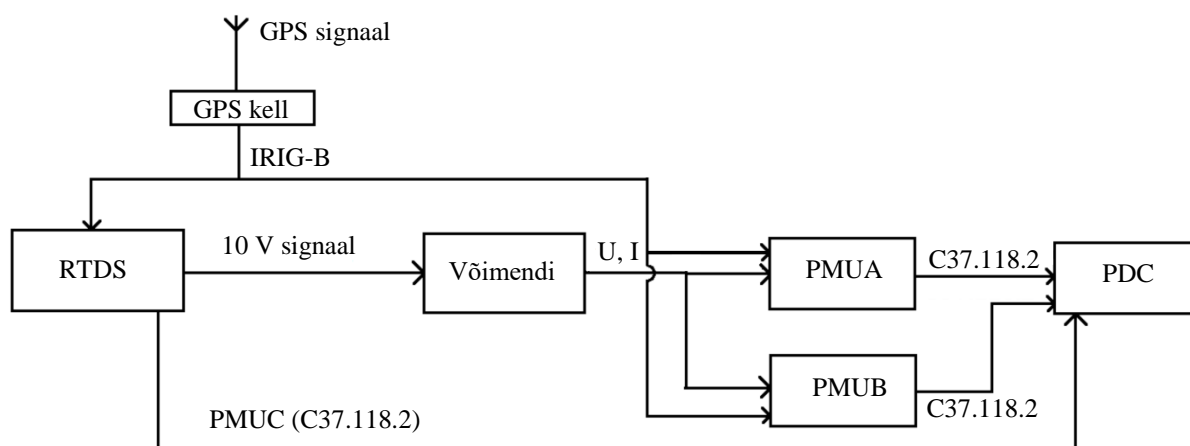 GPS signaal
GPS kell
IRIG-B
RTDS
10 V signaal
Võimendi
U, I
PMUA
C37.118.2
PDC
PMUB
C37.118.2
PMUC (C37.118.2)